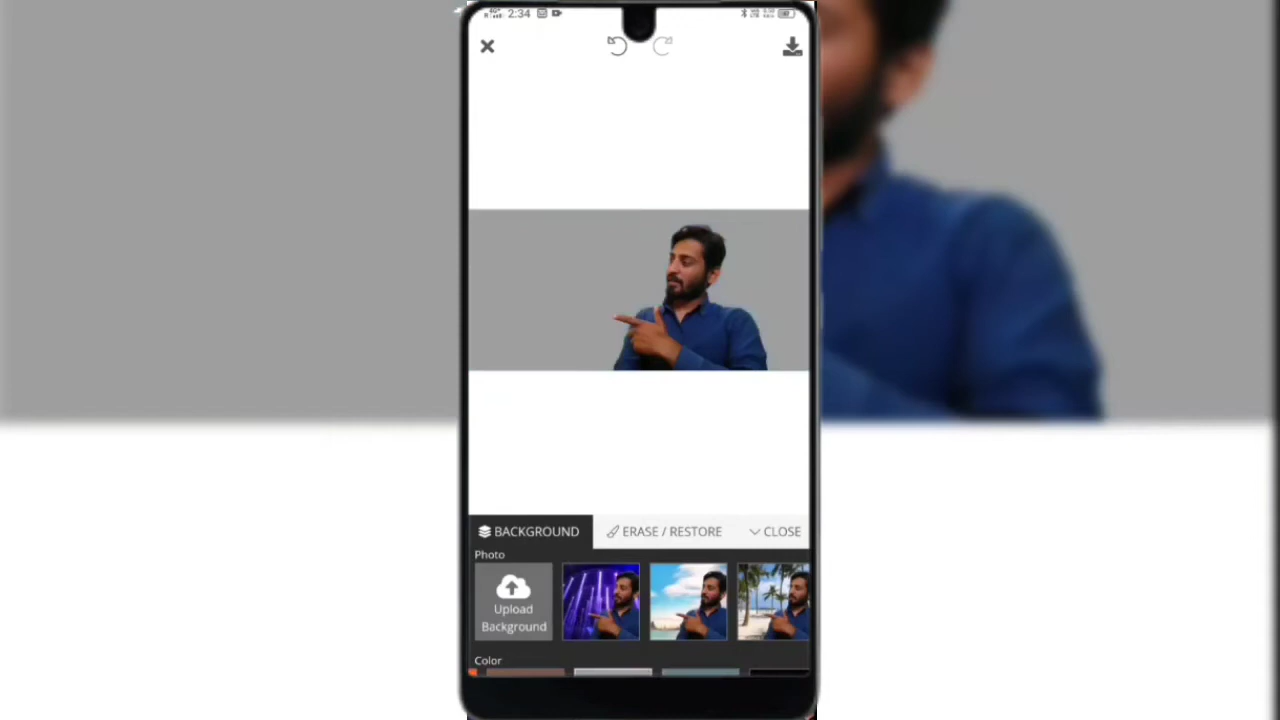 2:34
BACKGROUND
ERASE / RESTORE
CLOSE
Photo
Upload
Background
Color